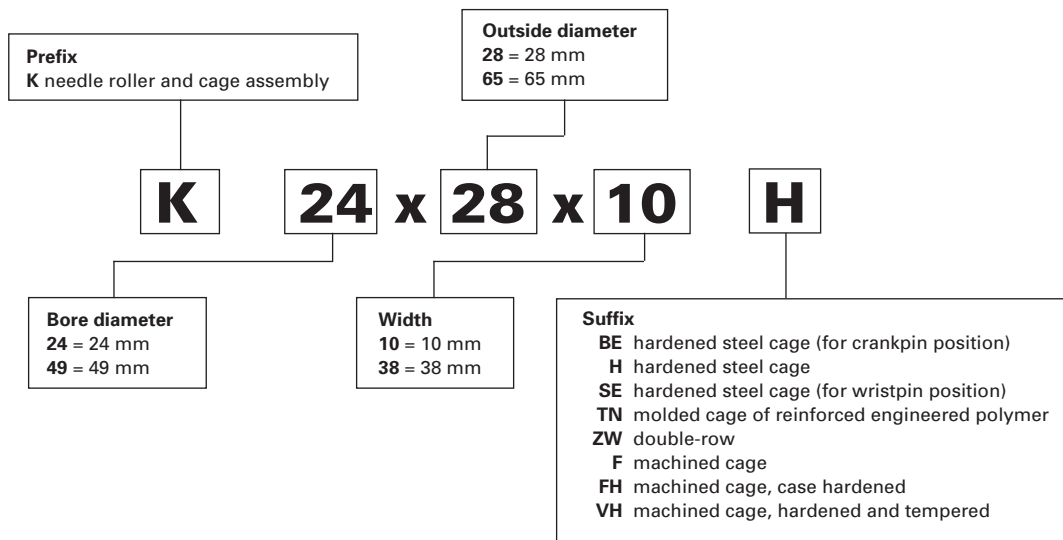 Outside diameter
28 = 28 mm
65 = 65 mm
Prefix
K needle roller and cage assembly
K 24 x 28 x 10 H
Bore diameter
24 = 24 mm
49 = 49 mm
Width
10 = 10 mm
38 = 38 mm
Suffix
BE hardened steel cage (for crankpin position)
H hardened steel cage
SE hardened steel cage (for wristpin position)
TN molded cage of reinforced engineered polymer
ZW double-row
F machined cage
FH machined cage, case hardened
VH machined cage, hardened and tempered